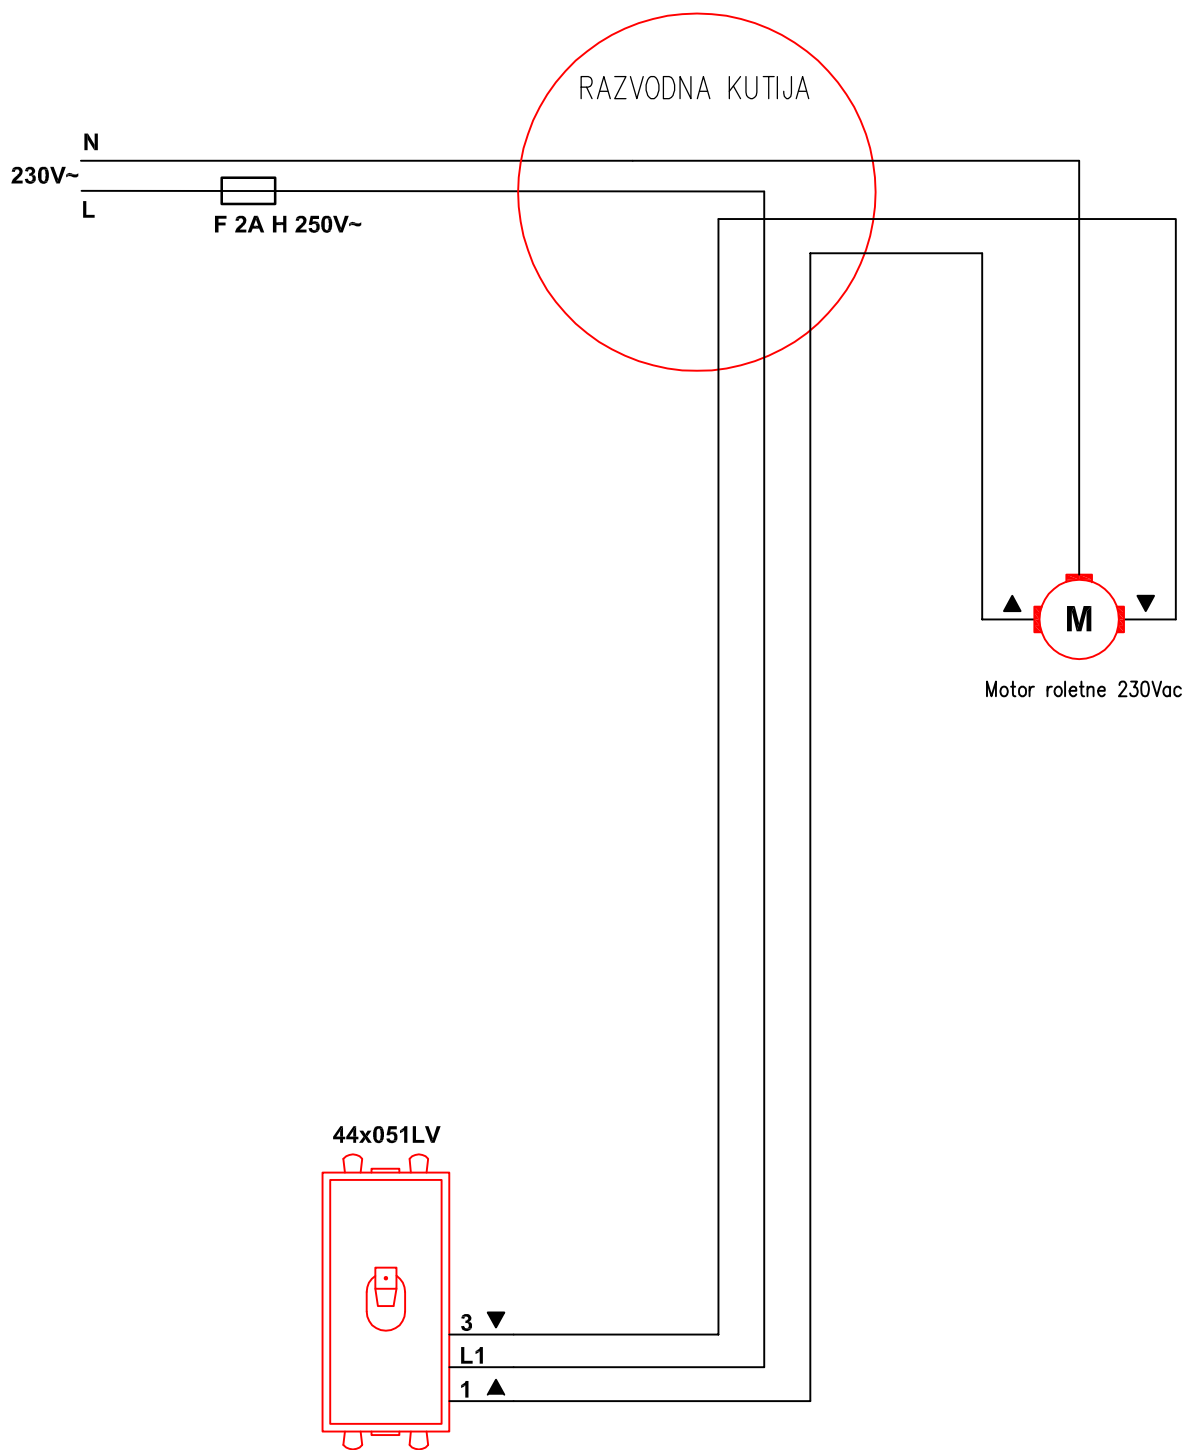 RAZVODNA KUTIJA
N
230V~
L
F 2A H 250V~
M
Motor roletne 230Vac
44x051LV
3
L1
1